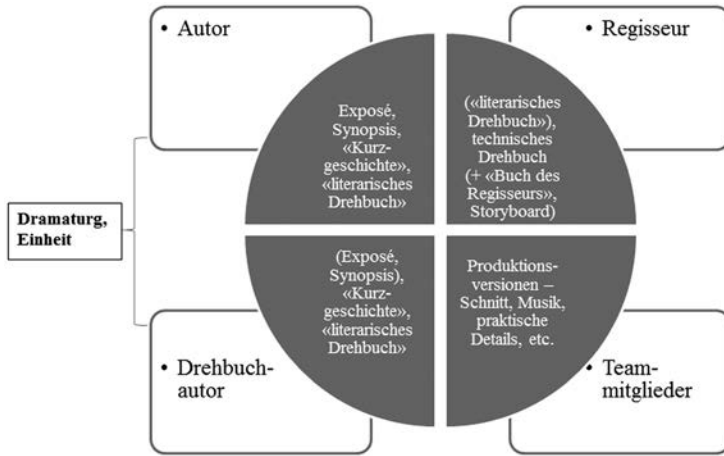 • Autor
• Regisseur
Exposé,
Synopsis,
«Kurz-
geschichte»,
«literarisches
Drehbuch»
(«literarisches
Drehbuch»),
technisches
Drehbuch
(+ «Buch des
Regisseurs»,
Storyboard)
Dramaturg,
Einheit
(Exposé,
Synopsis),
«Kurz-
geschichte»,
«literarisches
Drehbuch»
Produktions-
versionen –
Schnitt, Musik,
praktische
Details, etc.
• Drehbuch-
autor
• Team-
mitglieder